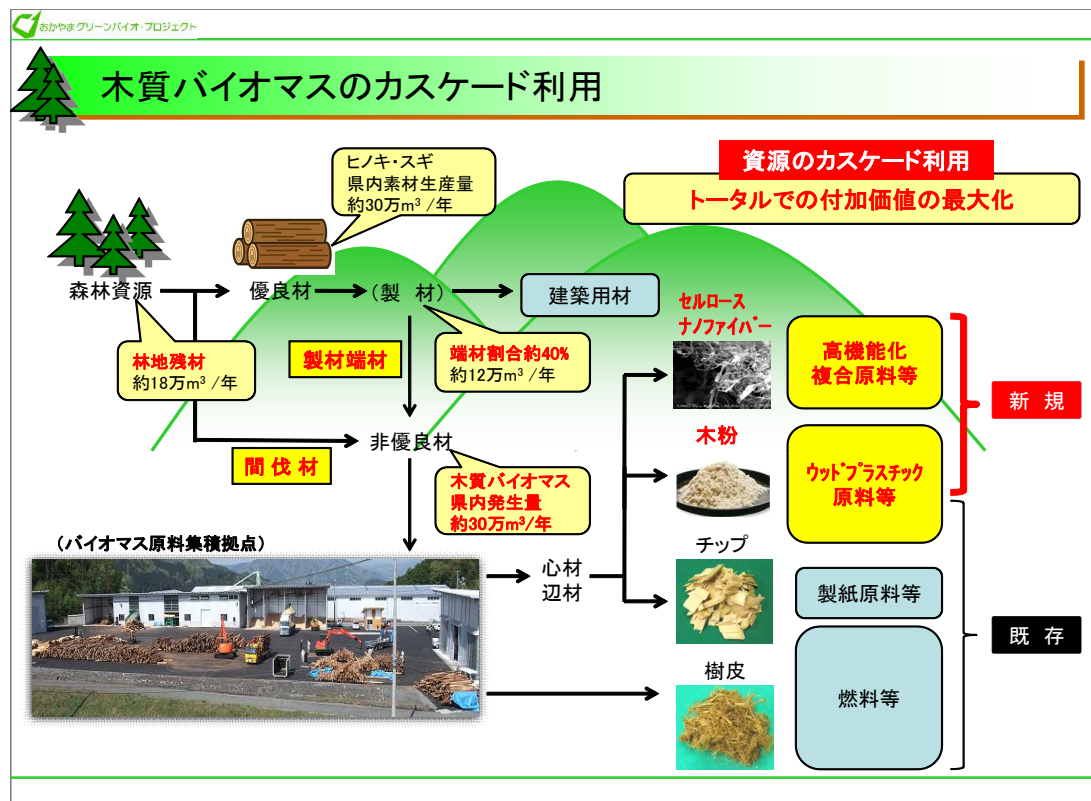 おかやまグリーンバイオ・プロジェクト
木質バイオマスのカスケード利用
資源のカスケード利用
トータルでの付加価値の最大化
ヒノキ・スギ
県内素材生産量
約30万m³ /年
森林資源
優良材
（製 材）
建築用材
林地残材
約18万m³ /年
製材端材
端材割合約40%
約12万m³ /年
間伐材
非優良材
木質バイオマス
県内発生量
約30万m³/年
（バイオマス原料集積拠点）
心材
辺材
セルロース
ナノファイバー
高機能化
複合原料等
新 規
木粉
ウッドプラスチック
原料等
チップ
製紙原料等
既 存
樹皮
燃料等